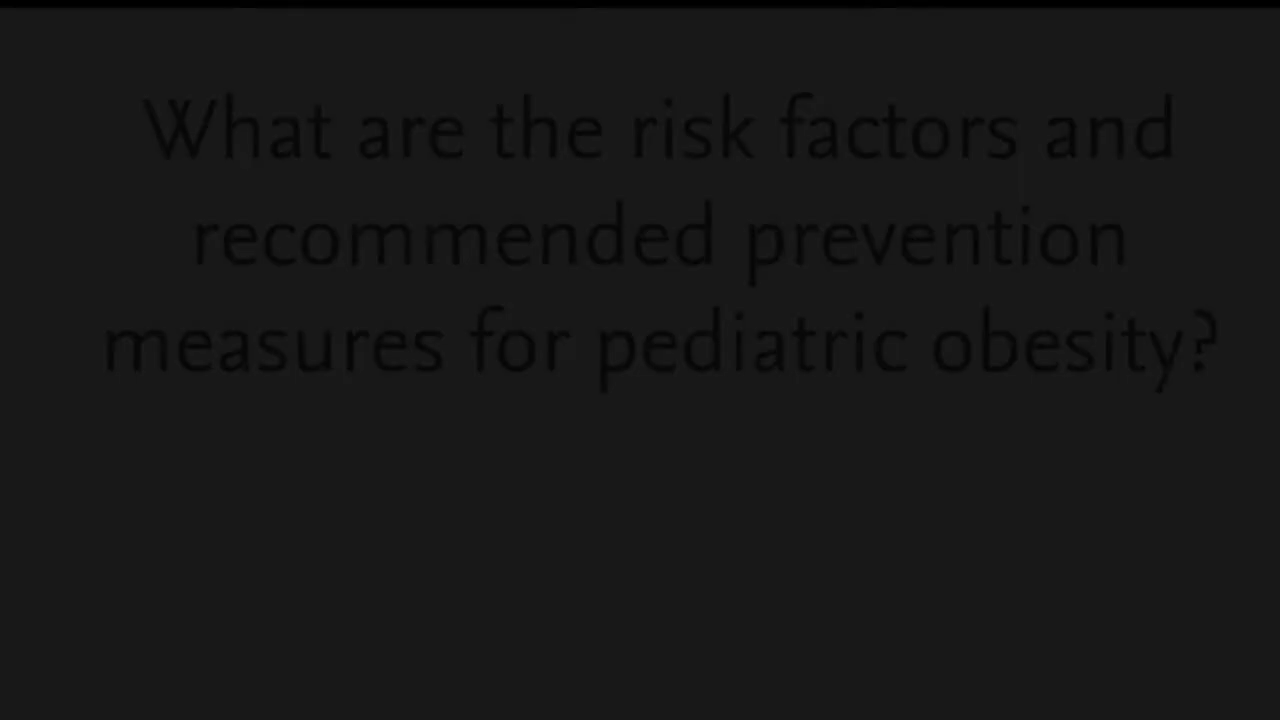 What are the risk factors and
recommended prevention
measures for pediatric obesity?